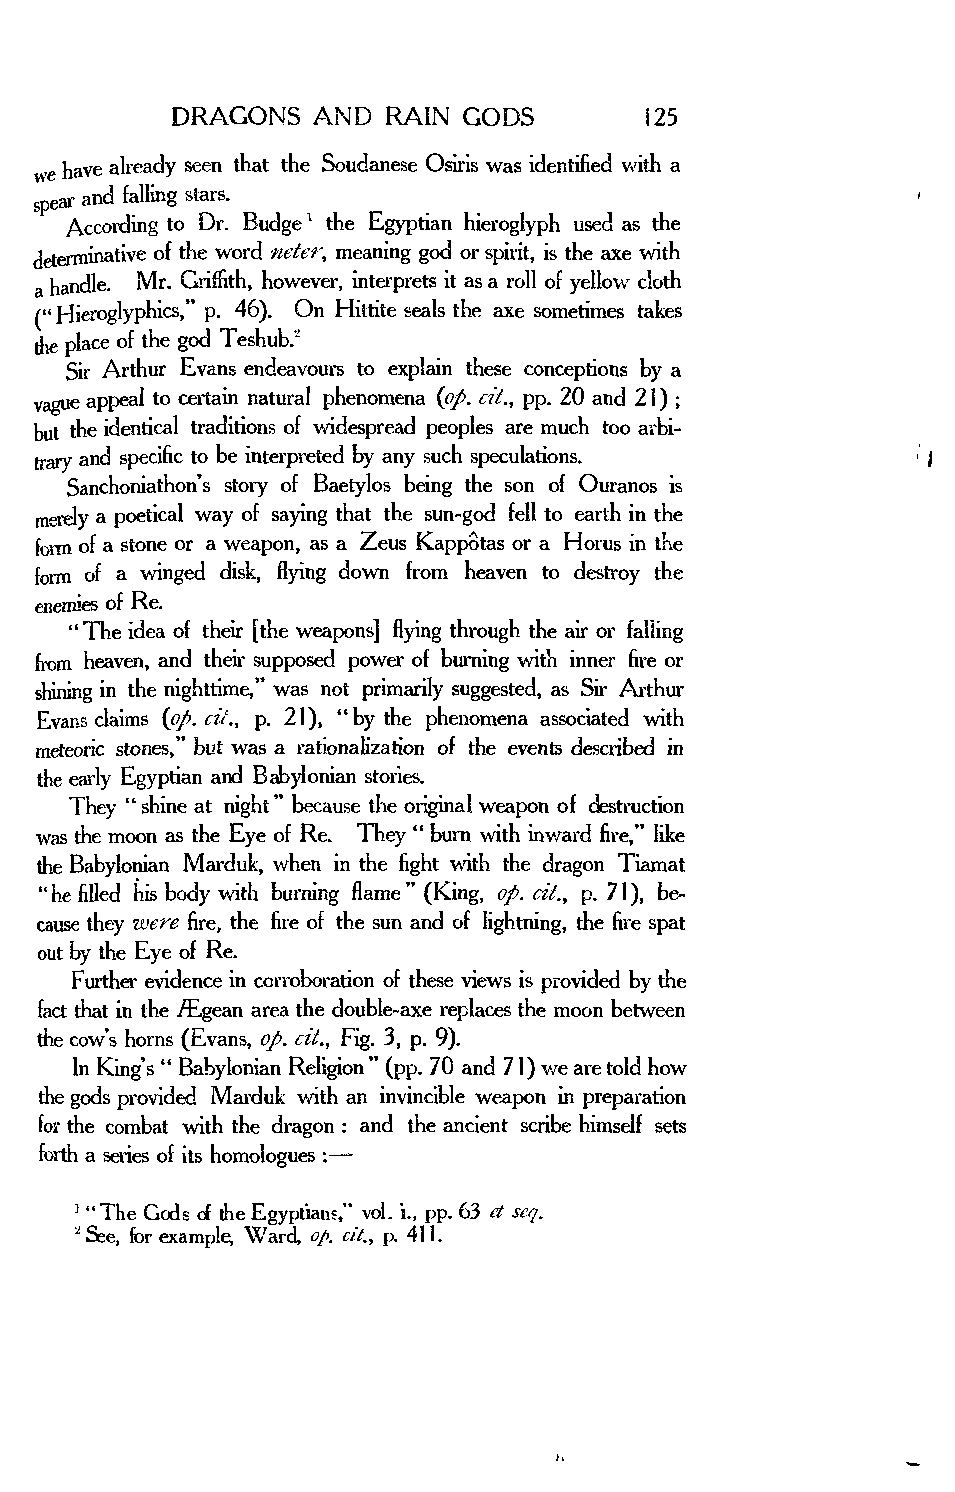 DRAGONS AND RAIN GODS 125
we have already seen that the Soudanese Osiris was identified with a
spear and falling stars.
According to Dr. Budge¹ the Egyptian hieroglyph used as the
determinative of the word neter, meaning god or spirit, is the axe with
a handle. Mr. Griffith, however, interprets it as a roll of yellow cloth
("Hieroglyphics," p. 46). On Hittite seals the axe sometimes takes
the place of the god Teshub.²
Sir Arthur Evans endeavours to explain these conceptions by a
vague appeal to certain natural phenomena (op. cit., pp. 20 and 21) ;
but the identical traditions of widespread peoples are much too arbi-
trary and specific to be interpreted by any such speculations.
Sanchoniathon's story of Baetylos being the son of Ouranos is
merely a poetical way of saying that the sun-god fell to earth in the
form of a stone or a weapon, as a Zeus Kappôtas or a Horus in the
form of a winged disk, flying down from heaven to destroy the
enemies of Re.
"The idea of their [the weapons] flying through the air or falling
from heaven, and their supposed power of burning with inner fire or
shining in the nighttime," was not primarily suggested, as Sir Arthur
Evans claims (op. cit., p. 21), "by the phenomena associated with
meteoric stones," but was a rationalization of the events described in
the early Egyptian and Babylonian stories.
They "shine at night" because the original weapon of destruction
was the moon as the Eye of Re. They "burn with inward fire," like
the Babylonian Marduk, when in the fight with the dragon Tiamat
"he filled his body with burning flame" (King, op. cit., p. 71), be-
cause they were fire, the fire of the sun and of lightning, the fire spat
out by the Eye of Re.
Further evidence in corroboration of these views is provided by the
fact that in the Ægean area the double-axe replaces the moon between
the cow's horns (Evans, op. cit., Fig. 3, p. 9).
In King's "Babylonian Religion" (pp. 70 and 71) we are told how
the gods provided Marduk with an invincible weapon in preparation
for the combat with the dragon : and the ancient scribe himself sets
forth a series of its homologues :—
¹ "The Gods of the Egyptians," vol. i., pp. 63 et seq.
² See, for example, Ward, op. cit., p. 411.